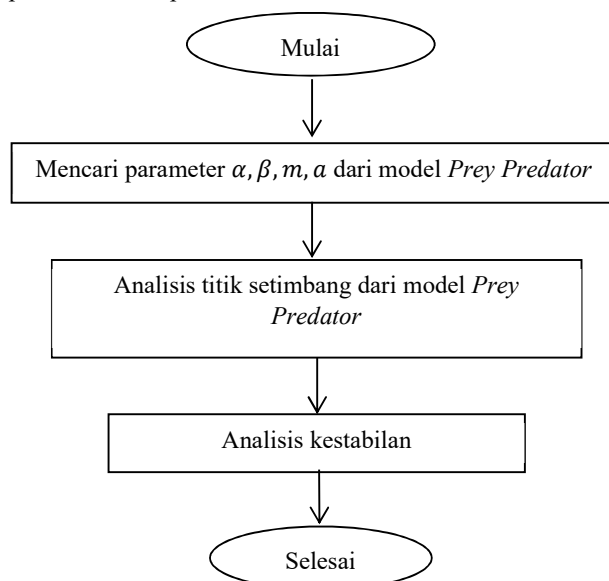 Mulai
Mencari parameter α, β, m, a dari model Prey Predator
Analisis titik setimbang dari model Prey
Predator
Analisis kestabilan
Selesai